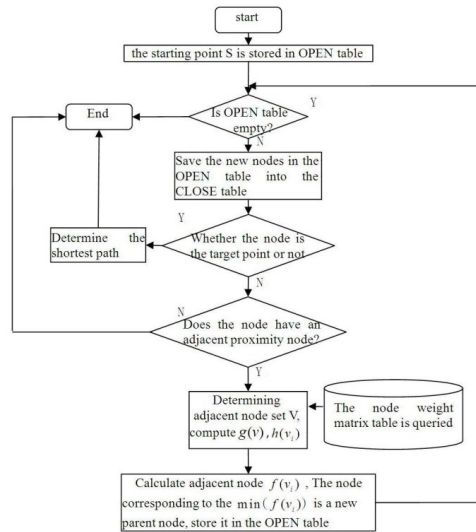 start
the starting point S is stored in OPEN table
Y
Is OPEN table
empty?
End
N
Save the new nodes in the
OPEN table into the
CLOSE table
Y
Whether the node is
the target point or not
Determine the
shortest path
N
N
Does the node have an
adjacent proximity node?
Y
Determining
adjacent node set V,
compute g(v), h(v_i)
The node weight
matrix table is queried
Calculate adjacent node f(v_i) , The node
corresponding to the min( f(v_i)) is a new
parent node, store it in the OPEN table